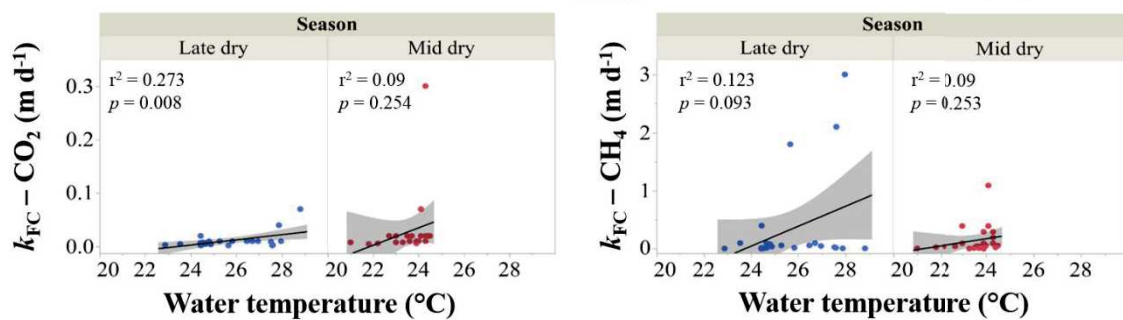 Season
Late dry
Mid dry
r² = 0.273
p = 0.008
r² = 0.09
p = 0.254
k_FC – CO₂ (m d⁻¹)
0.3
0.2
0.1
0.0
20 22 24 26 28 20 22 24 26 28
Water temperature (°C)
Season
Late dry
Mid dry
r² = 0.123
p = 0.093
r² = 0.09
p = 0.253
k_FC – CH₄ (m d⁻¹)
3
2
1
0
20 22 24 26 28 20 22 24 26 28
Water temperature (°C)